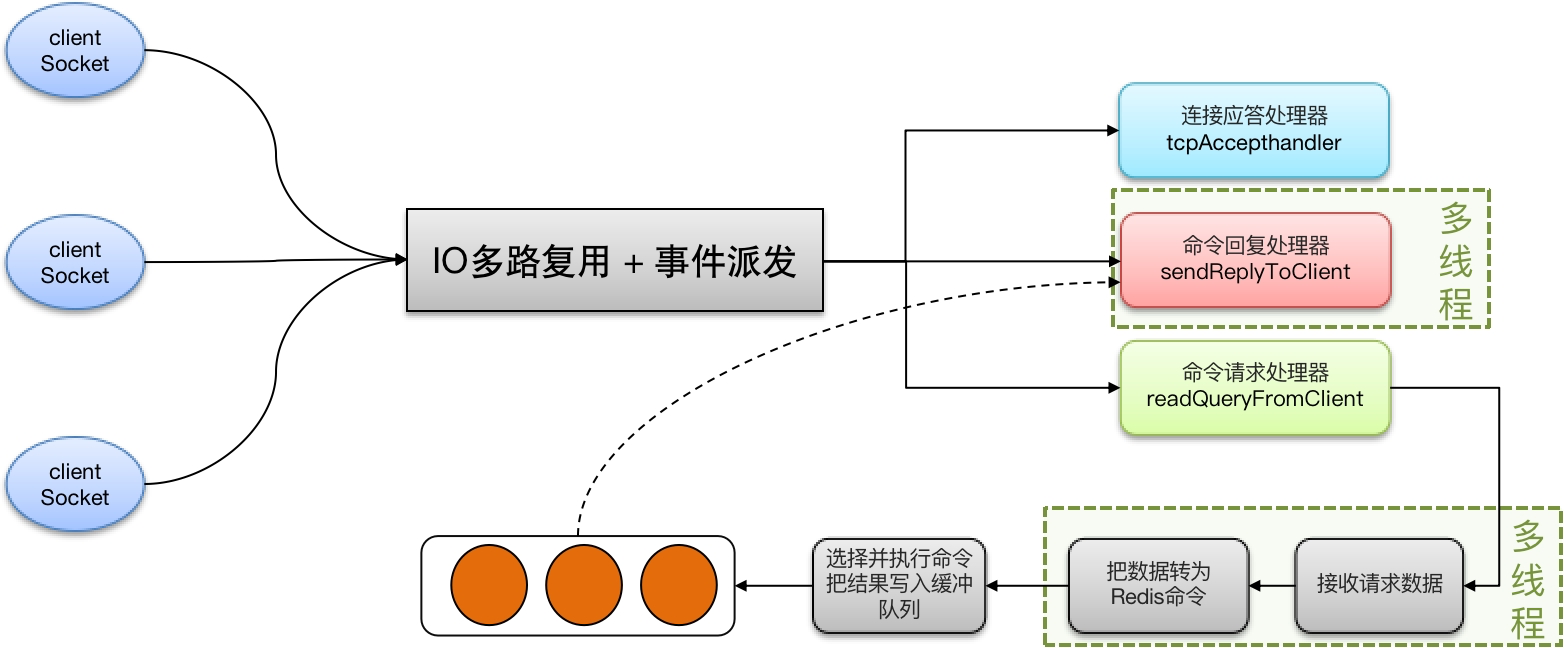 client
Socket
client
Socket
client
Socket
IO多路复用 + 事件派发
连接应答处理器
tcpAccepthandler
命令回复处理器
sendReplyToClient
多
线
程
命令请求处理器
readQueryFromClient
选择并执行命令
把结果写入缓冲
队列
把数据转为
Redis命令
接收请求数据
多
线
程